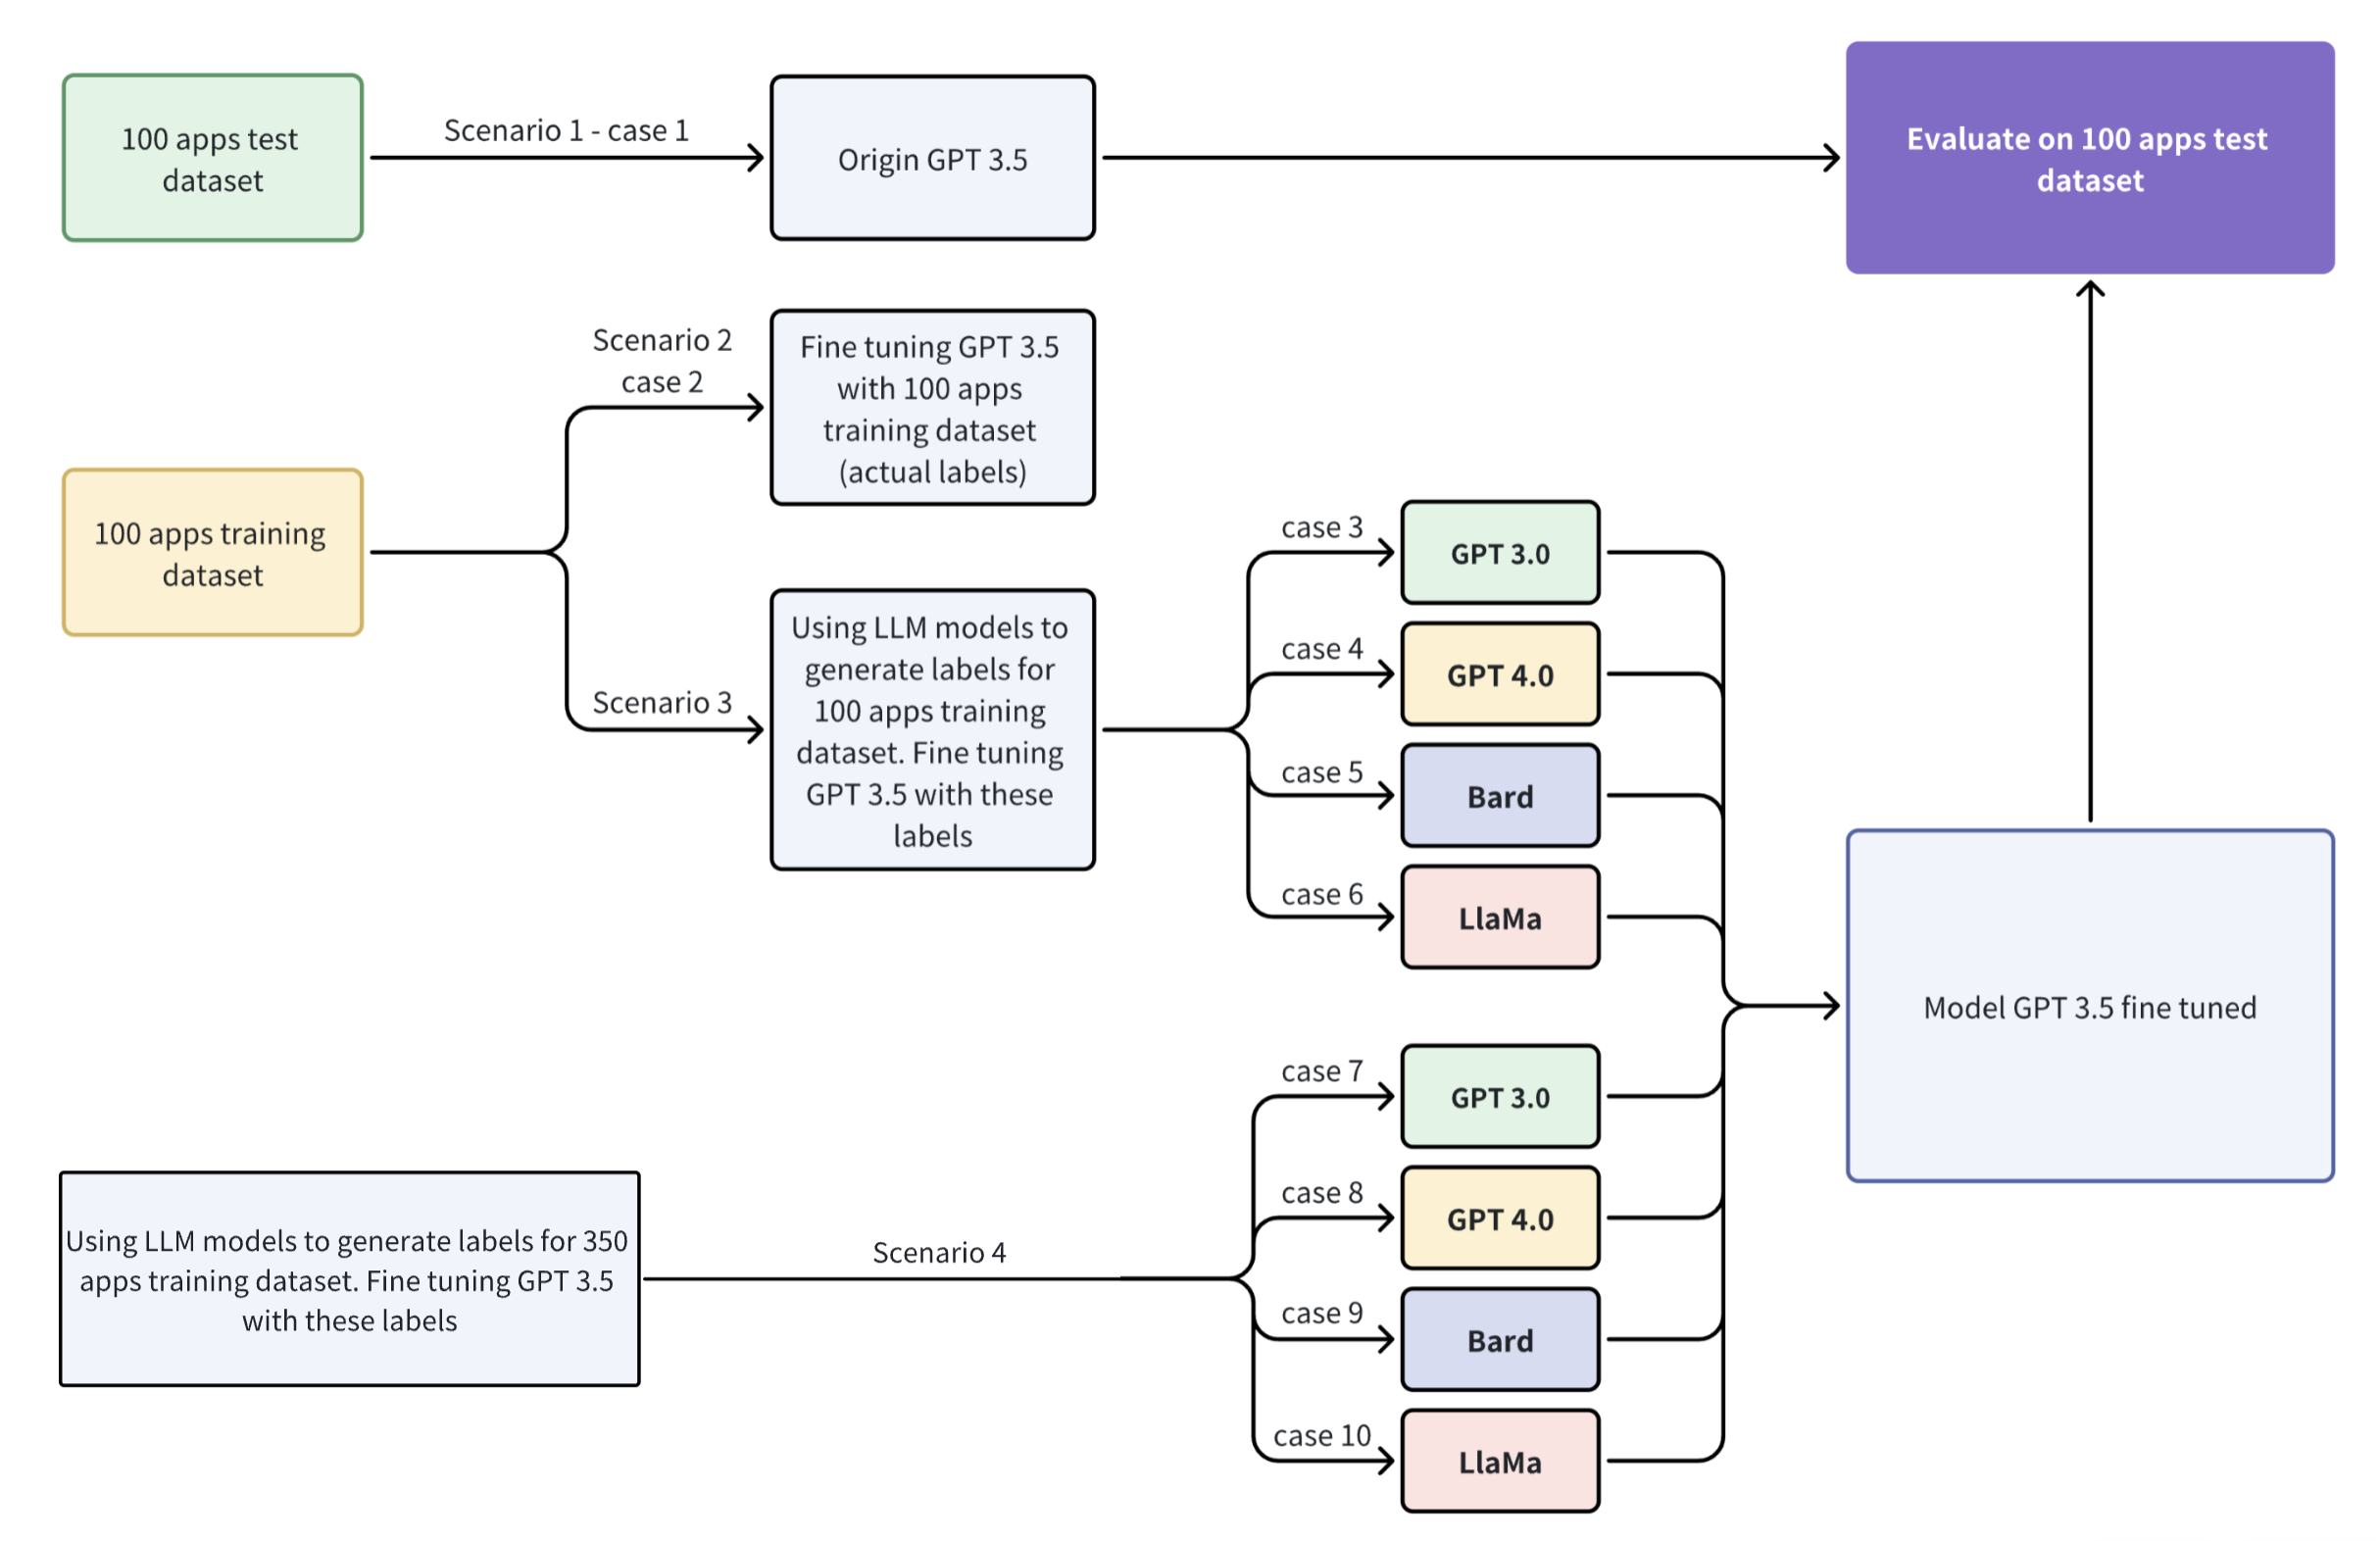 100 apps test
dataset
Scenario 1 - case 1
Origin GPT 3.5
Evaluate on 100 apps test
dataset
100 apps training
dataset
Scenario 2
case 2
Fine tuning GPT 3.5
with 100 apps
training dataset
(actual labels)
Scenario 3
Using LLM models to
generate labels for
100 apps training
dataset. Fine tuning
GPT 3.5 with these
labels
case 3
GPT 3.0
case 4
GPT 4.0
case 5
Bard
case 6
LlaMa
Model GPT 3.5 fine tuned
Using LLM models to generate labels for 350
apps training dataset. Fine tuning GPT 3.5
with these labels
Scenario 4
case 7
GPT 3.0
case 8
GPT 4.0
case 9
Bard
case 10
LlaMa